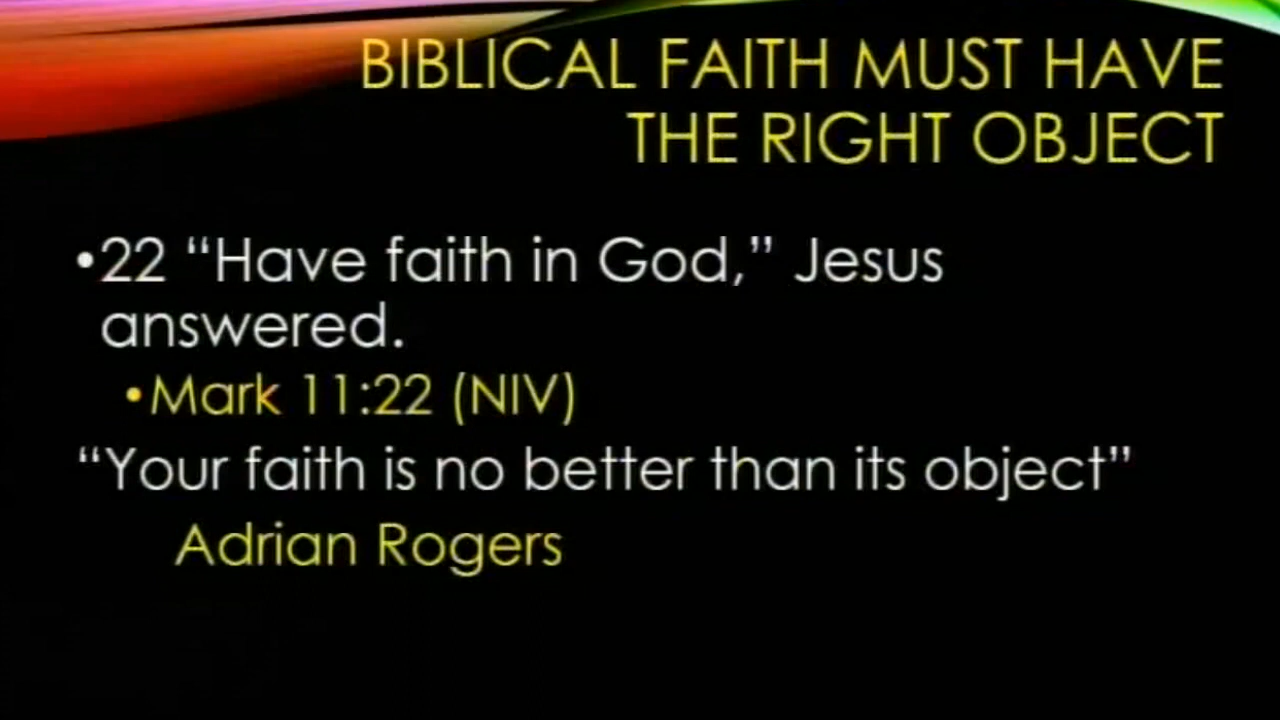 BIBLICAL FAITH MUST HAVE
THE RIGHT OBJECT
•22 “Have faith in God,” Jesus
answered.
•Mark 11:22 (NIV)
“Your faith is no better than its object”
Adrian Rogers